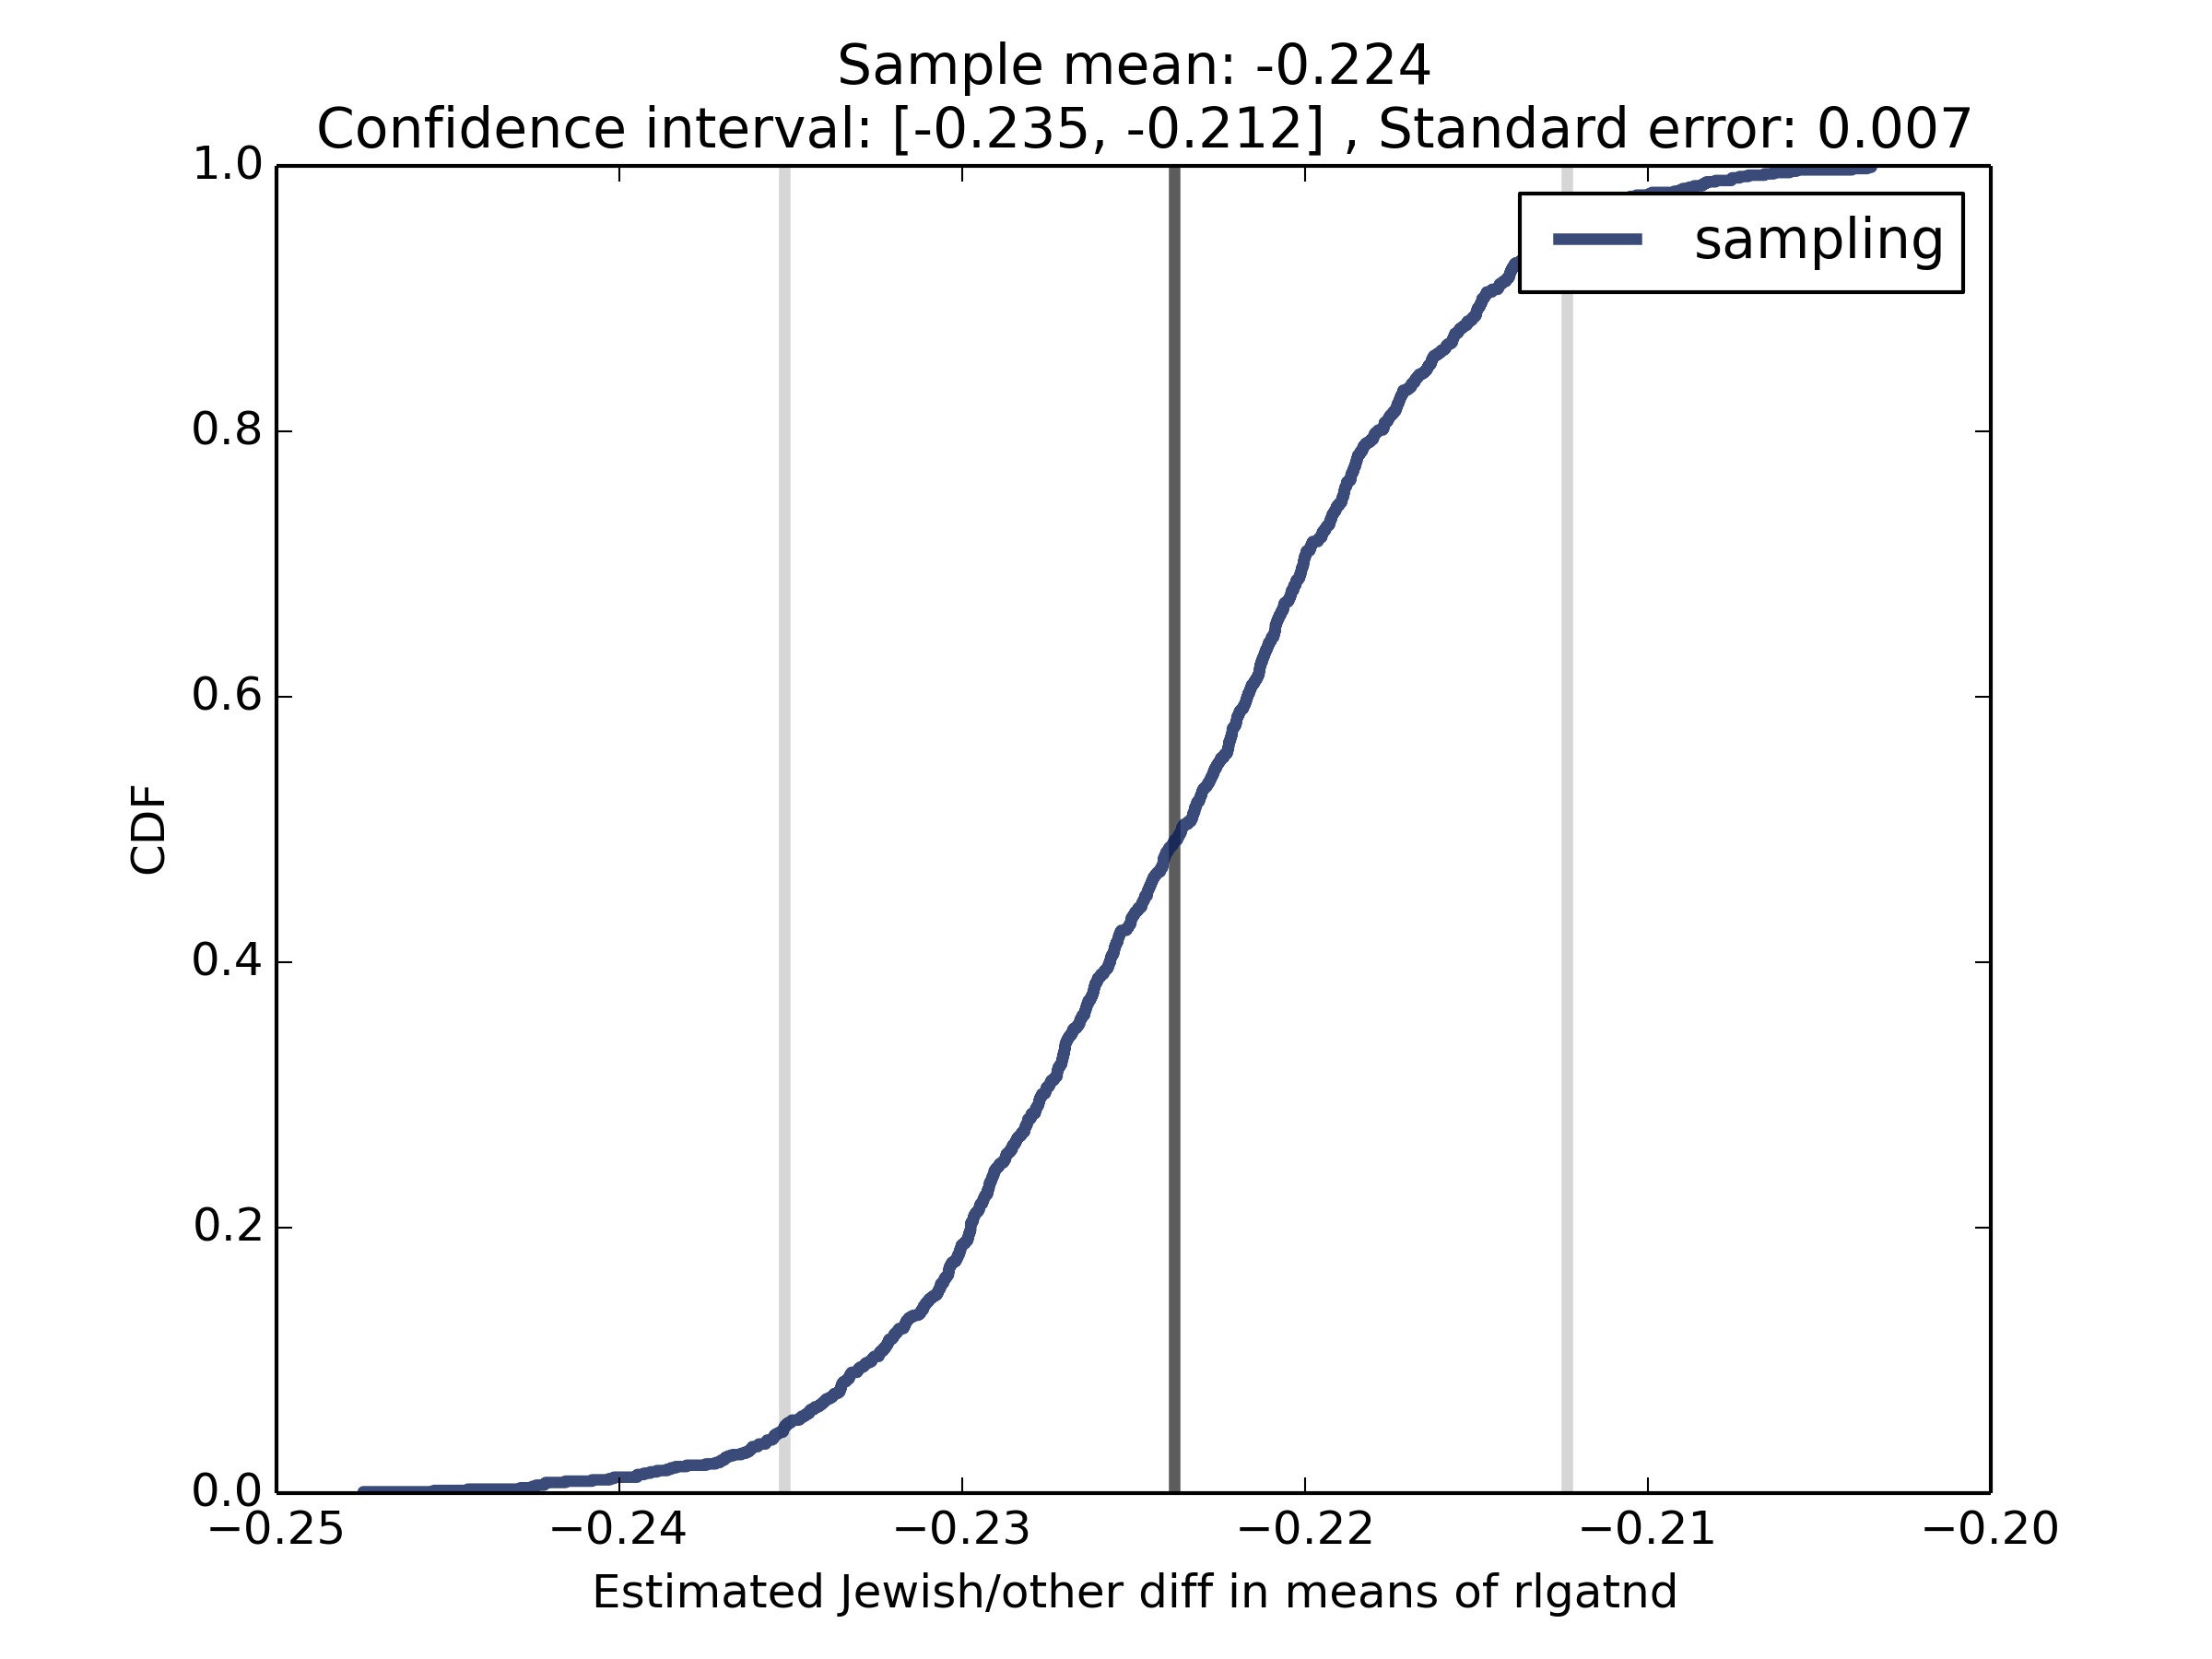 Sample mean: -0.224
Confidence interval: [-0.235, -0.212] , Standard error: 0.007
sampling
1.0
0.8
0.6
0.4
0.2
0.0
CDF
−0.25 −0.24 −0.23 −0.22 −0.21 −0.20
Estimated Jewish/other diff in means of rlgatnd